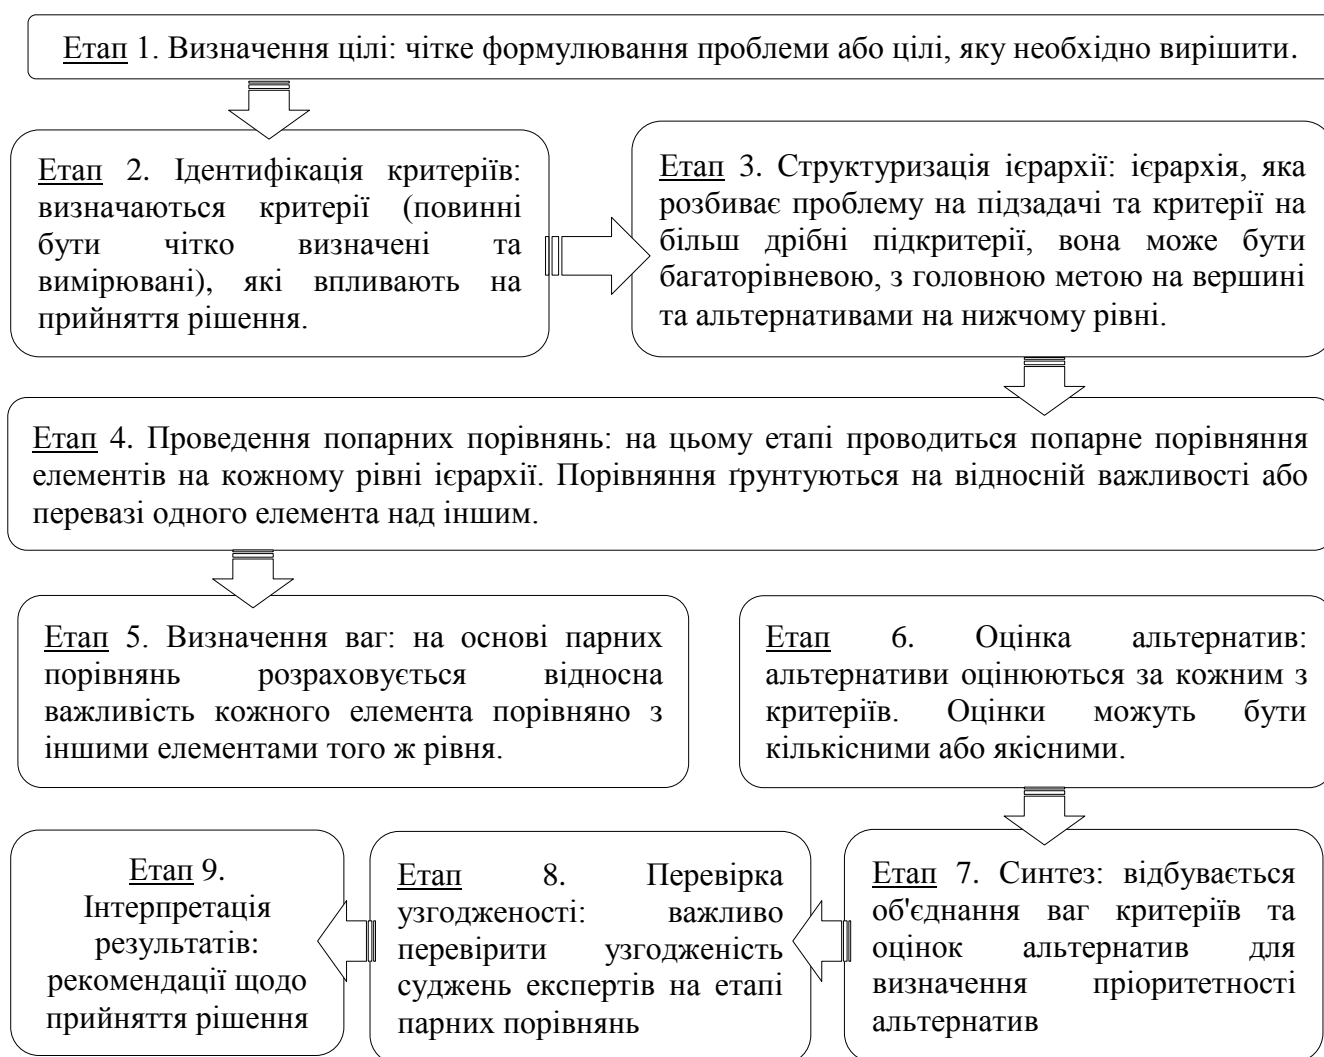 Етап 1. Визначення цілі: чітке формулювання проблеми або цілі, яку необхідно вирішити.
Етап 2. Ідентифікація критеріїв:
визначаються критерії (повинні
бути чітко визначені та
вимірювані), які впливають на
прийняття рішення.
Етап 3. Структуризація ієрархії: ієрархія, яка
розбиває проблему на підзадачі та критерії на
більш дрібні підкритерії, вона може бути
багаторівневою, з головною метою на вершині
та альтернативами на нижчому рівні.
Етап 4. Проведення попарних порівнянь: на цьому етапі проводиться попарне порівняння
елементів на кожному рівні ієрархії. Порівняння ґрунтуються на відносній важливості або
перевазі одного елемента над іншим.
Етап 5. Визначення ваг: на основі парних
порівнянь розраховується відносна
важливість кожного елемента порівняно з
іншими елементами того ж рівня.
Етап 6. Оцінка альтернатив:
альтернативи оцінюються за кожним з
критеріїв. Оцінки можуть бути
кількісними або якісними.
Етап 7. Синтез: відбувається
об'єднання ваг критеріїв та
оцінок альтернатив для
визначення пріоритетності
альтернатив
Етап 8. Перевірка
узгодженості: важливо
перевірити узгодженість
суджень експертів на етапі
парних порівнянь
Етап 9.
Інтерпретація
результатів:
рекомендації щодо
прийняття рішення